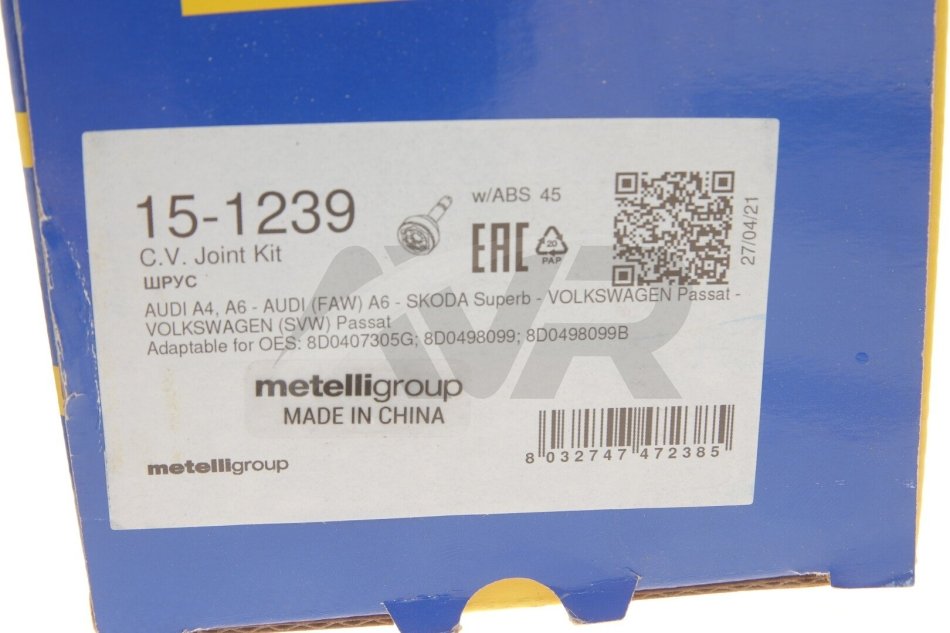 15-1239
w/ABS 45
C.V. Joint Kit
ШРУС
EAC
20
PAP
27/04/21
AUDI A4, A6 - AUDI (FAW) A6 - SKODA Superb - VOLKSWAGEN Passat -
VOLKSWAGEN (SVW) Passat
Adaptable for OES: 8D0407305G; 8D0498099; 8D0498099B
AVR
metelligroup
MADE IN CHINA
metelligroup
8 032747 472385